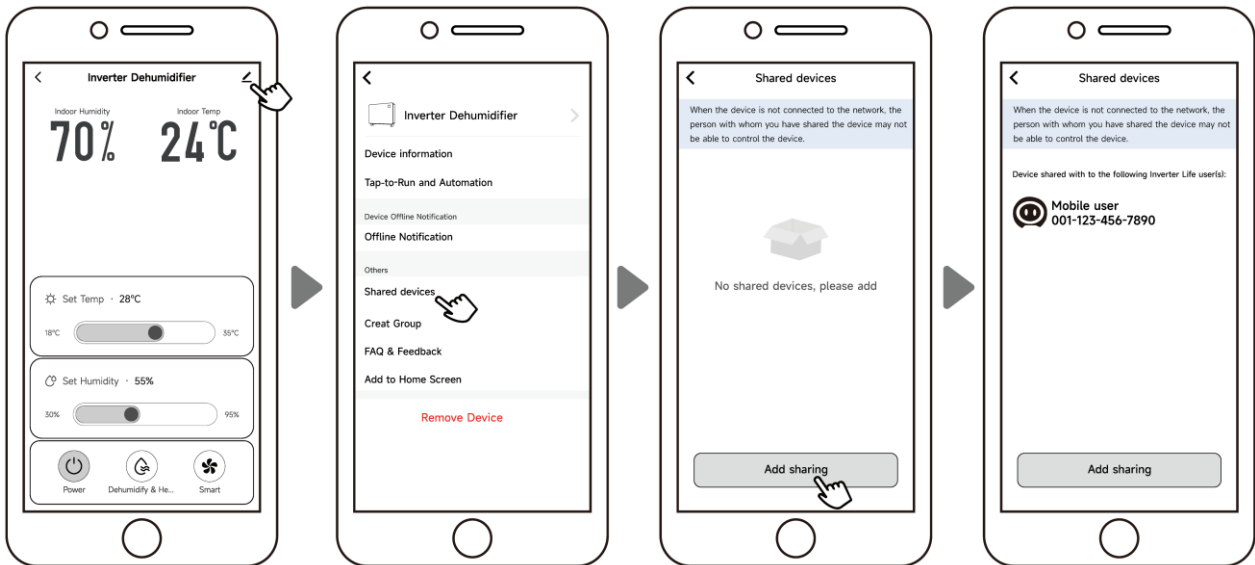 Inverter Dehumidifier
Indoor Humidity
Indoor Temp
70%
24°C
Set Temp · 28°C
18°C
35°C
Set Humidity · 55%
30%
95%
Power
Dehumidify & He...
Smart
Inverter Dehumidifier
Device information
Tap-to-Run and Automation
Device Offline Notification
Offline Notification
Others
Shared devices
Creat Group
FAQ & Feedback
Add to Home Screen
Remove Device
Shared devices
When the device is not connected to the network, the
person with whom you have shared the device may not
be able to control the device.
No shared devices, please add
Add sharing
Shared devices
When the device is not connected to the network, the
person with whom you have shared the device may not
be able to control the device.
Device shared with to the following Inverter Life user(s):
Mobile user
001-123-456-7890
Add sharing